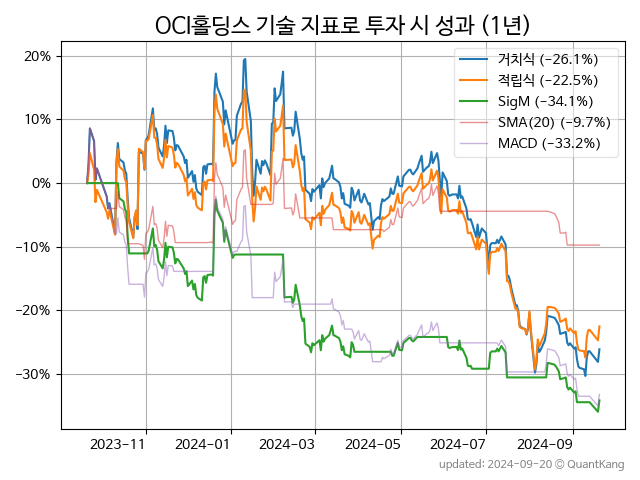 OCI홀딩스 기술 지표로 투자 시 성과 (1년)
거치식 (−26.1%)
적립식 (−22.5%)
SigM (−34.1%)
SMA(20) (−9.7%)
MACD (−33.2%)
20%
10%
0%
−10%
−20%
−30%
2023-11 2024-01 2024-03 2024-05 2024-07 2024-09
updated: 2024-09-20 © QuantKang